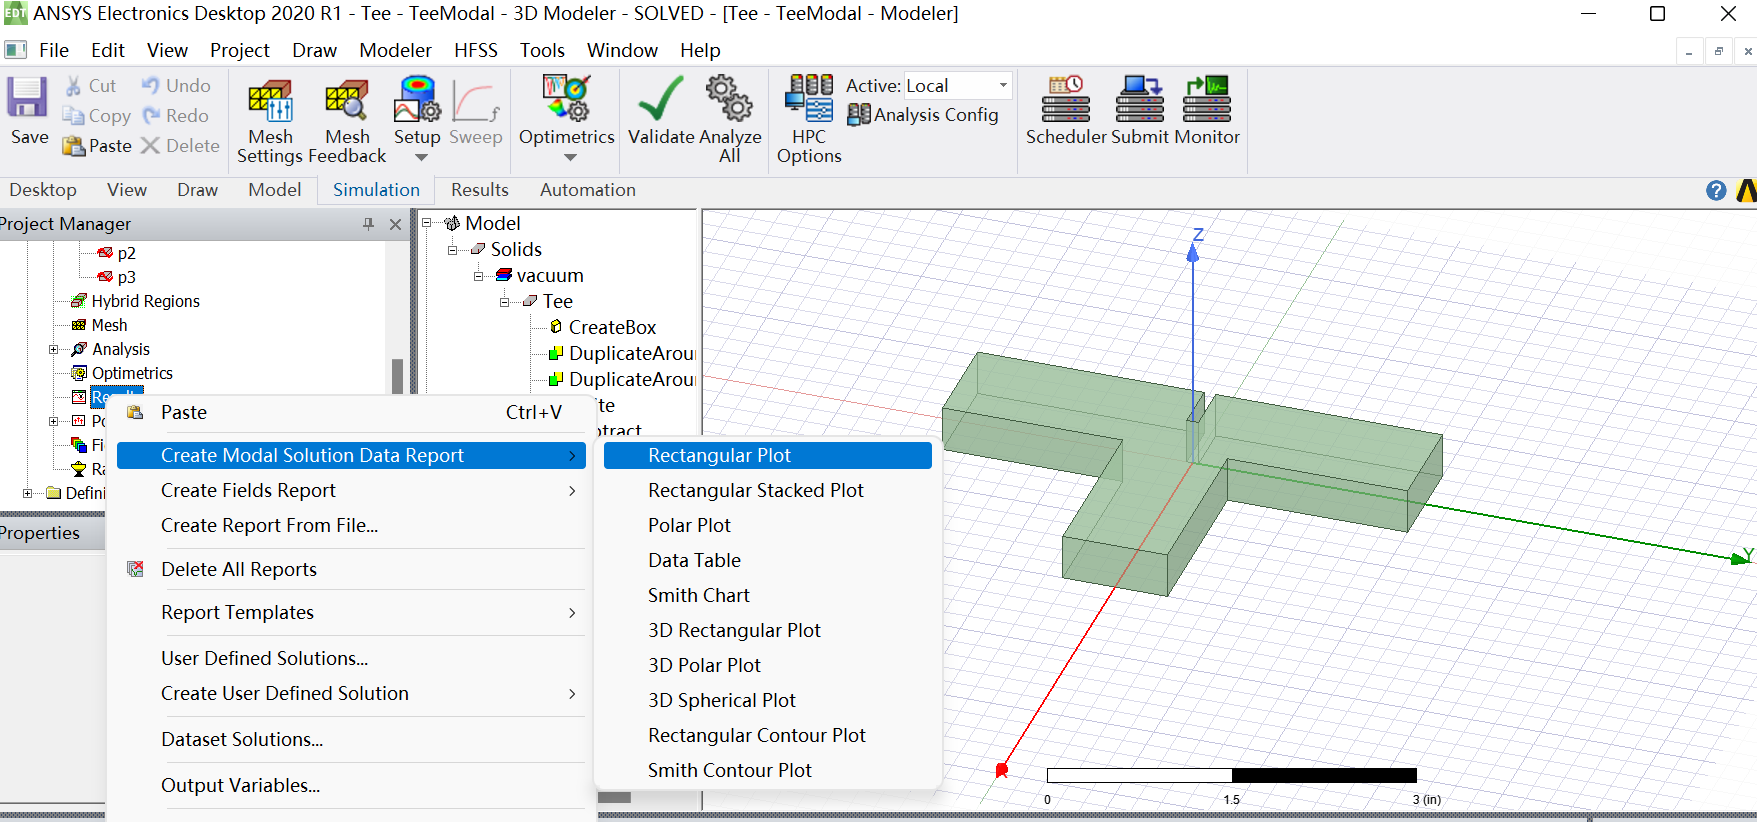 EDT ANSYS Electronics Desktop 2020 R1 - Tee - TeeModal - 3D Modeler - SOLVED - [Tee - TeeModal - Modeler]
File Edit View Project Draw Modeler HFSS Tools Window Help
Save
Cut
Copy
Paste
Undo
Redo
Delete
Mesh Settings
Mesh Feedback
Setup
Sweep
Optimetrics
Validate
Analyze All
HPC Options
Active: Local
Analysis Config
Scheduler
Submit
Monitor
Desktop View Draw Model Simulation Results Automation
Project Manager
p2
p3
Hybrid Regions
Mesh
Analysis
Optimetrics
Po
Fi
Ra
Defini
Properties
Model
Solids
vacuum
Tee
CreateBox
DuplicateArou
DuplicateArou
ite
btract
Paste Ctrl+V
Create Modal Solution Data Report
Create Fields Report
Create Report From File...
Delete All Reports
Report Templates
User Defined Solutions...
Create User Defined Solution
Dataset Solutions...
Output Variables...
Rectangular Plot
Rectangular Stacked Plot
Polar Plot
Data Table
Smith Chart
3D Rectangular Plot
3D Polar Plot
3D Spherical Plot
Rectangular Contour Plot
Smith Contour Plot
Z
Y
0 1.5 3 (in)